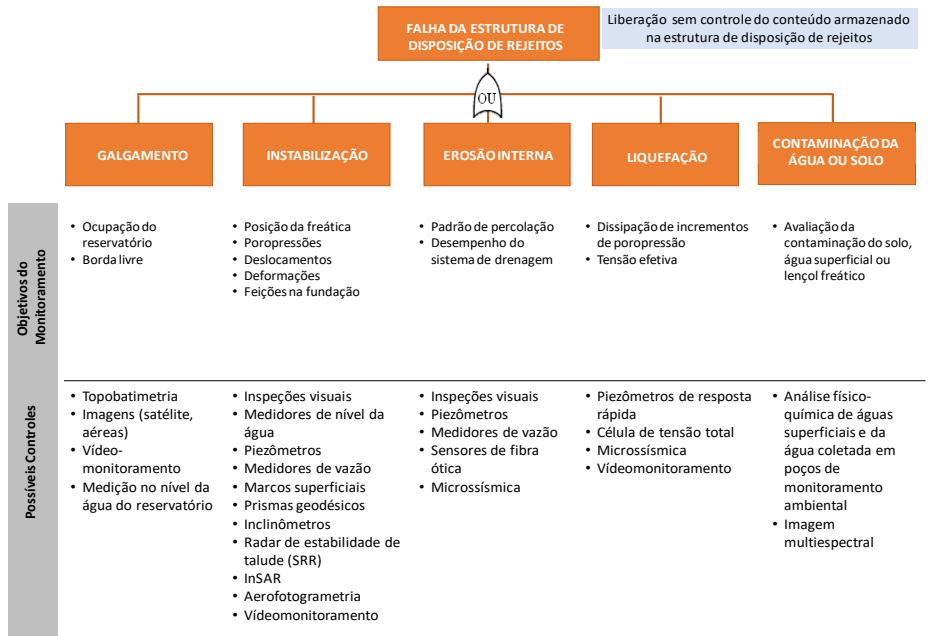 FALHA DA ESTRUTURA DE
DISPOSIÇÃO DE REJEITOS
Liberação sem controle do conteúdo armazenado
na estrutura de disposição de rejeitos
OU
GALGAMENTO
INSTABILIZAÇÃO
EROSÃO INTERNA
LIQUEFAÇÃO
CONTAMINAÇÃO DA
ÁGUA OU SOLO
Objetivos do
Monitoramento
• Ocupação do
reservatório
• Borda livre
• Posição da freática
• Poropressões
• Deslocamentos
• Deformações
• Feições na fundação
• Padrão de percolação
• Desempenho do
sistema de drenagem
• Dissipação de incrementos
de poropressão
• Tensão efetiva
• Avaliação da
contaminação do solo,
água superficial ou
lençol freático
Possíveis Controles
• Topobatimetria
• Imagens (satélite,
aéreas)
• Vídeo-
monitoramento
• Medição no nível da
água do reservatório
• Inspeções visuais
• Medidores de nível da
água
• Piezômetros
• Medidores de vazão
• Marcos superficiais
• Prismas geodésicos
• Inclinômetros
• Radar de estabilidade de
talude (SRR)
• InSAR
• Aerofotogrametria
• Vídeomonitoramento
• Inspeções visuais
• Piezômetros
• Medidores de vazão
• Sensores de fibra
ótica
• Microssísmica
• Piezômetros de resposta
rápida
• Célula de tensão total
• Microssísmica
• Vídeomonitoramento
• Análise físico-
química de águas
superficiais e da
água coletada em
poços de
monitoramento
ambiental
• Imagem
multiespectral